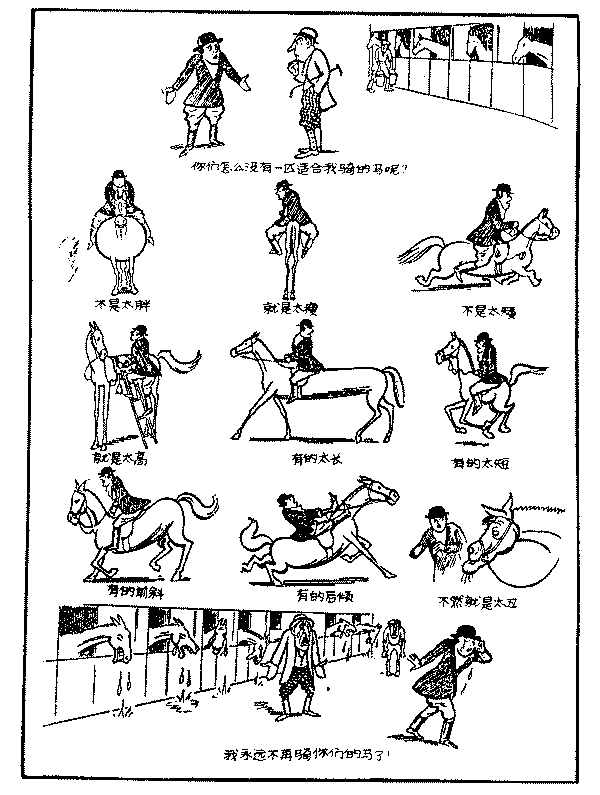 你们怎么没有一匹适合我骑的马呢?
不是太胖
就是太瘦
不是太矮
就是太高
有的太长
有的太短
有的前斜
有的后倾
不然就是太丑
我永远不再骑你们的马了!